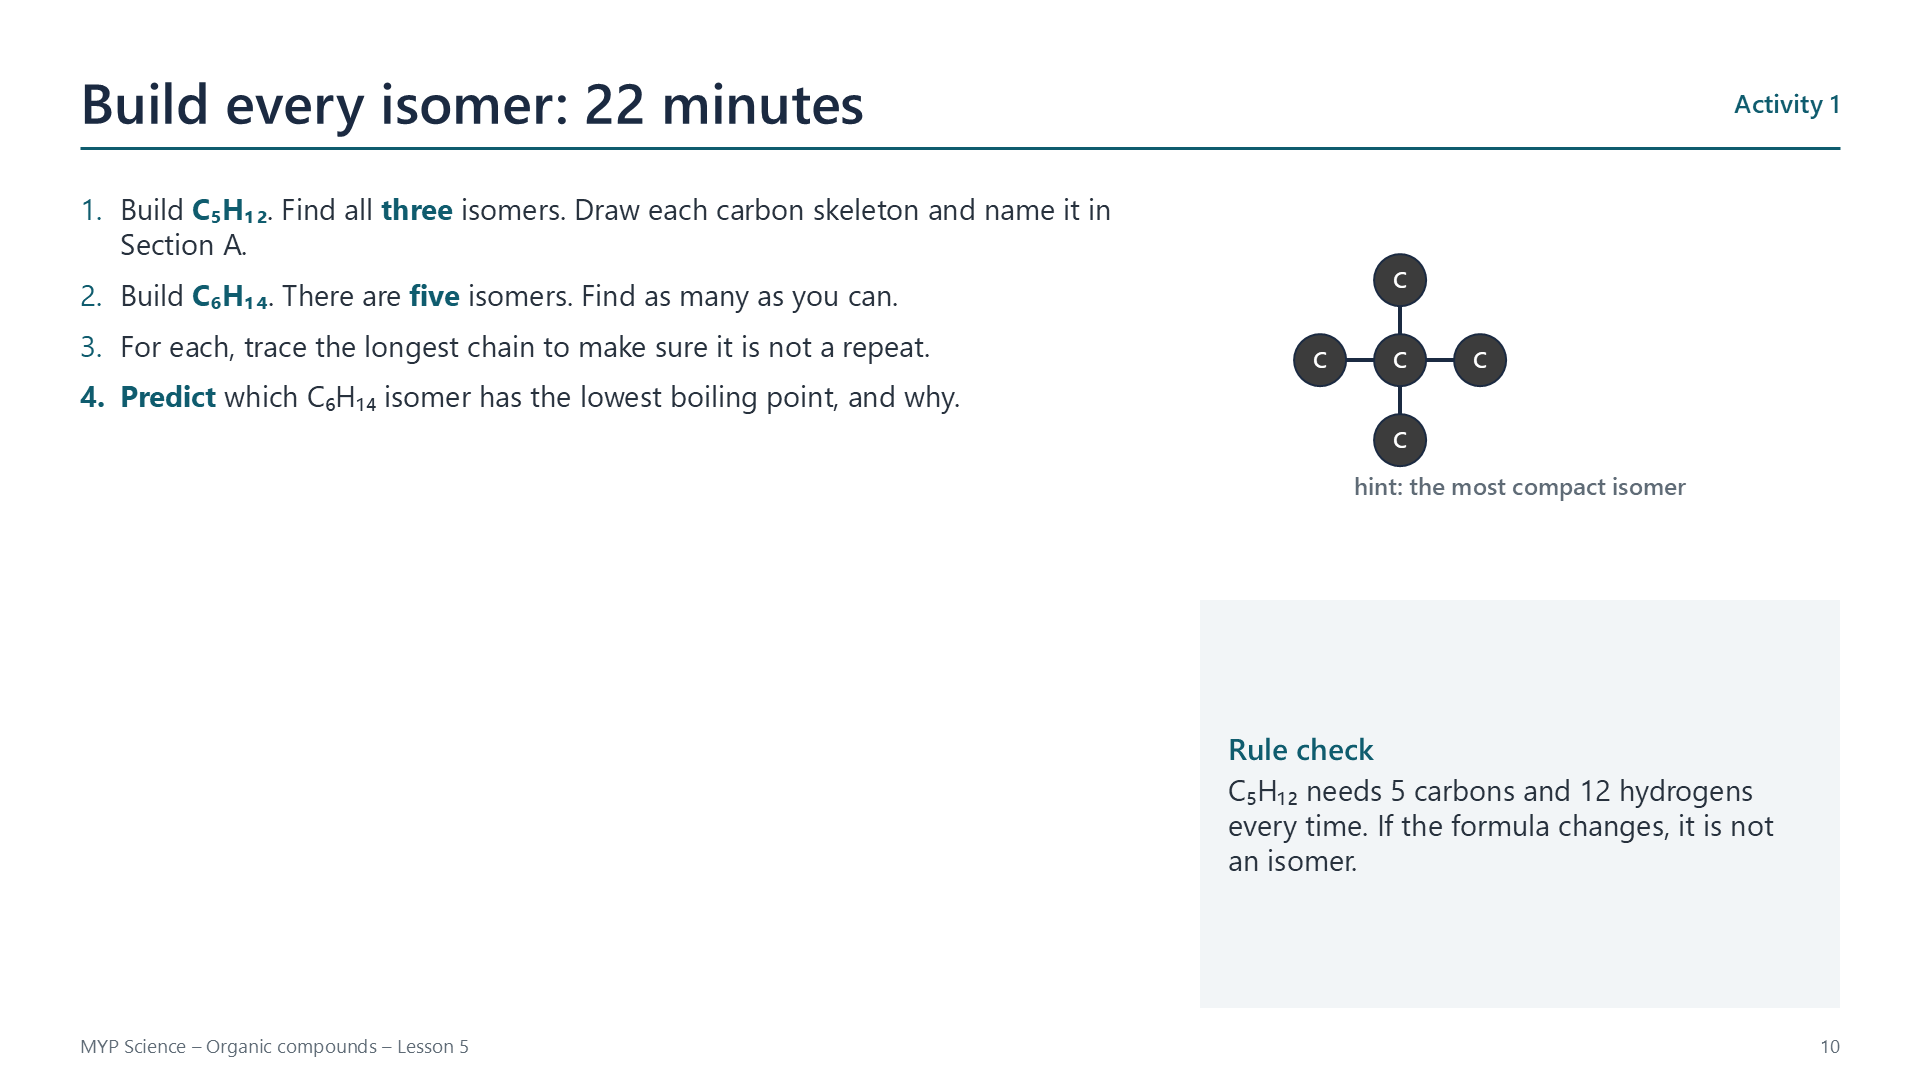 Build every isomer: 22 minutes
Activity 1
1. Build C₅H₁₂. Find all three isomers. Draw each carbon skeleton and name it in
Section A.
2. Build C₆H₁₄. There are five isomers. Find as many as you can.
3. For each, trace the longest chain to make sure it is not a repeat.
4. Predict which C₆H₁₄ isomer has the lowest boiling point, and why.
C
C C C
C
hint: the most compact isomer
Rule check
C₅H₁₂ needs 5 carbons and 12 hydrogens
every time. If the formula changes, it is not
an isomer.
MYP Science – Organic compounds – Lesson 5
10